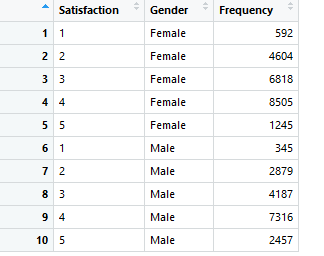 Satisfaction Gender Frequency
1 1 Female 592
2 2 Female 4604
3 3 Female 6818
4 4 Female 8505
5 5 Female 1245
6 1 Male 345
7 2 Male 2879
8 3 Male 4187
9 4 Male 7316
10 5 Male 2457